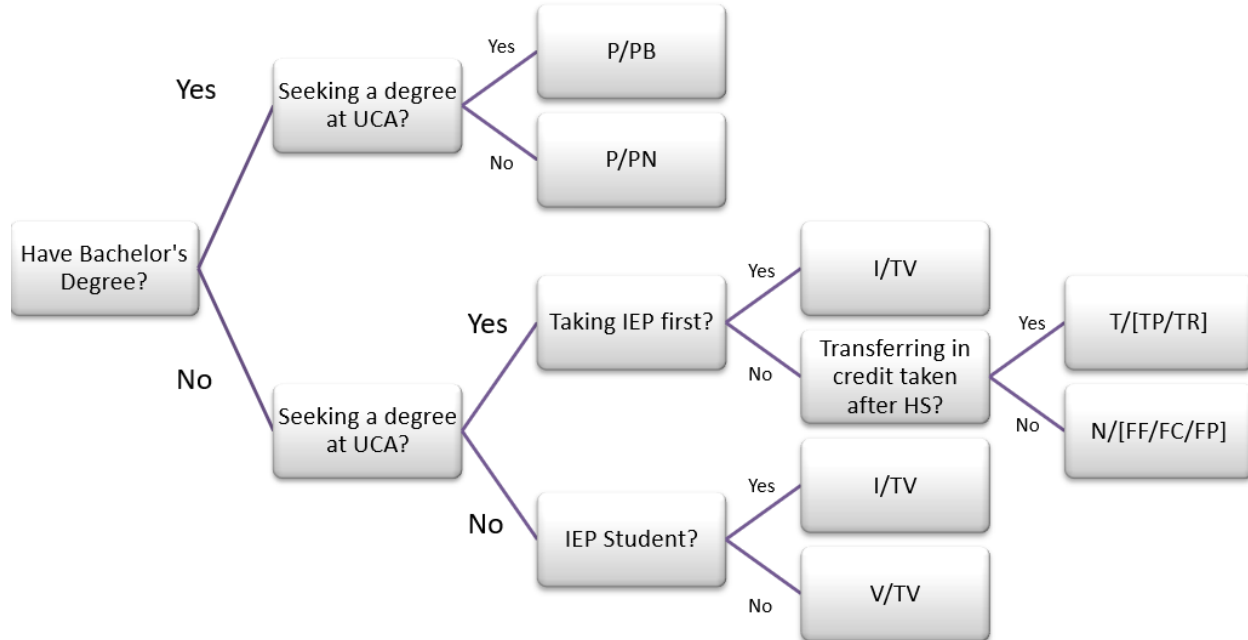 Yes
Seeking a degree
at UCA?
Yes
P/PB
No
P/PN
Have Bachelor's
Degree?
No
Seeking a degree
at UCA?
Yes
Taking IEP first?
Yes
I/TV
No
Transferring in
credit taken
after HS?
Yes
T/[TP/TR]
No
N/[FF/FC/FP]
No
IEP Student?
Yes
I/TV
No
V/TV